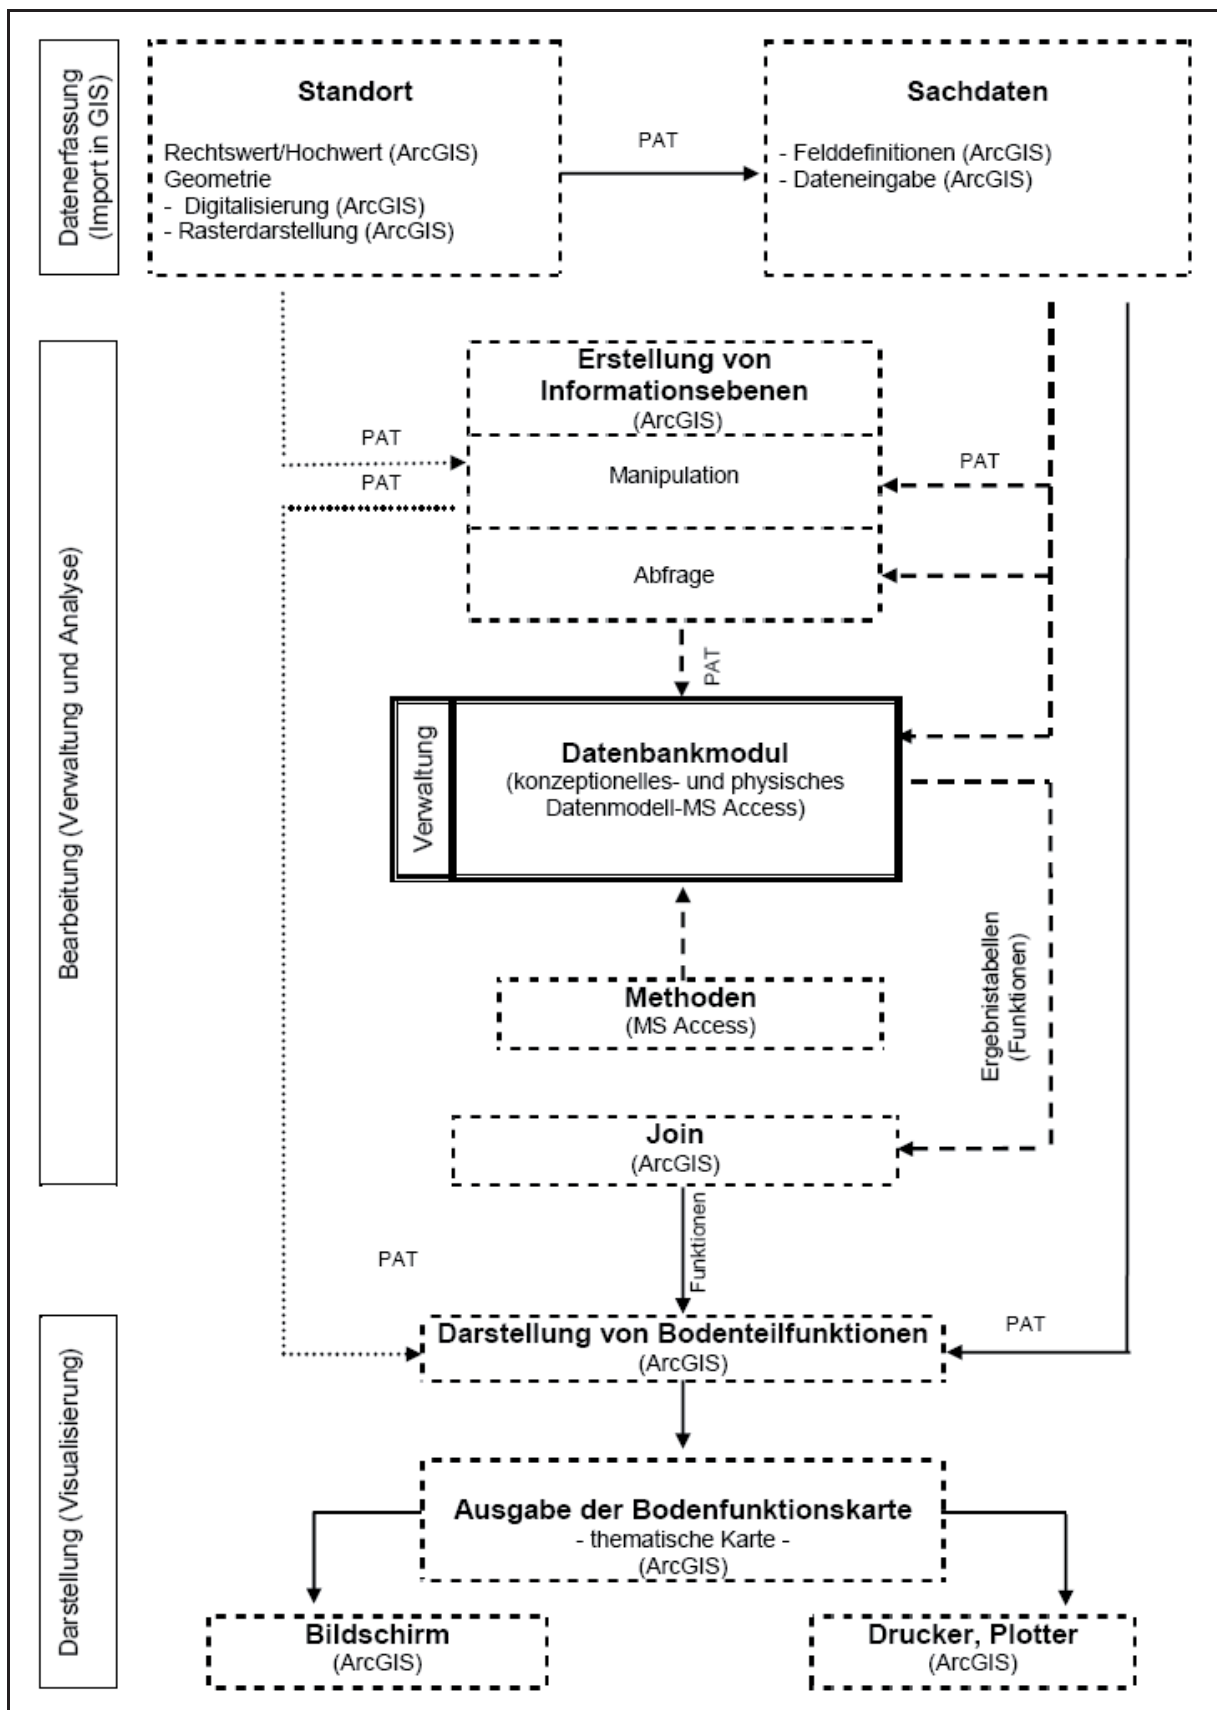 Datenerfassung
(Import in GIS)
Standort
Rechtswert/Hochwert (ArcGIS)
Geometrie
- Digitalisierung (ArcGIS)
- Rasterdarstellung (ArcGIS)
PAT
Sachdaten
- Felddefinitionen (ArcGIS)
- Dateneingabe (ArcGIS)
Bearbeitung (Verwaltung und Analyse)
Erstellung von
Informationsebenen
(ArcGIS)
PAT
Manipulation
PAT
PAT
Abfrage
PAT
Verwaltung
Datenbankmodul
(konzeptionelles- und physisches
Datenmodell-MS Access)
Methoden
(MS Access)
Ergebnistabellen
(Funktionen)
Join
(ArcGIS)
Funktionen
PAT
PAT
Darstellung (Visualisierung)
Darstellung von Bodenteilfunktionen
(ArcGIS)
Ausgabe der Bodenfunktionskarte
- thematische Karte -
(ArcGIS)
Bildschirm
(ArcGIS)
Drucker, Plotter
(ArcGIS)